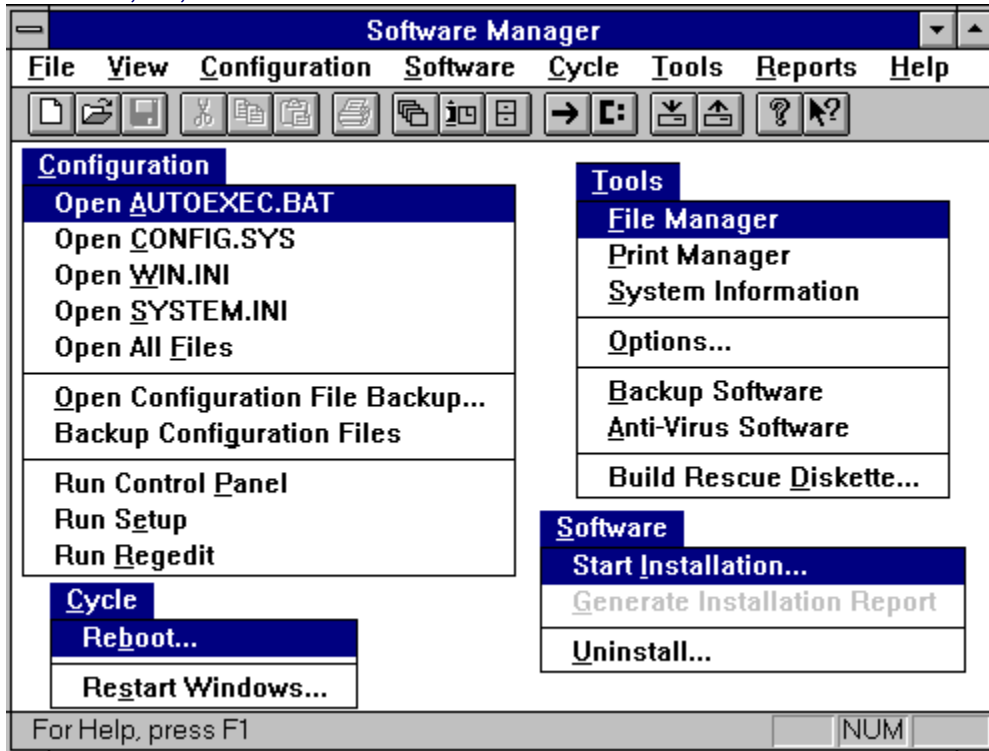 Software Manager
File View Configuration Software Cycle Tools Reports Help
Configuration
Open AUTOEXEC.BAT
Open CONFIG.SYS
Open WIN.INI
Open SYSTEM.INI
Open All Files
Open Configuration File Backup...
Backup Configuration Files
Run Control Panel
Run Setup
Run Regedit
Cycle
Reboot...
Restart Windows...
Tools
File Manager
Print Manager
System Information
Options...
Backup Software
Anti-Virus Software
Build Rescue Diskette...
Software
Start Installation...
Generate Installation Report
Uninstall...
For Help, press F1
NUM